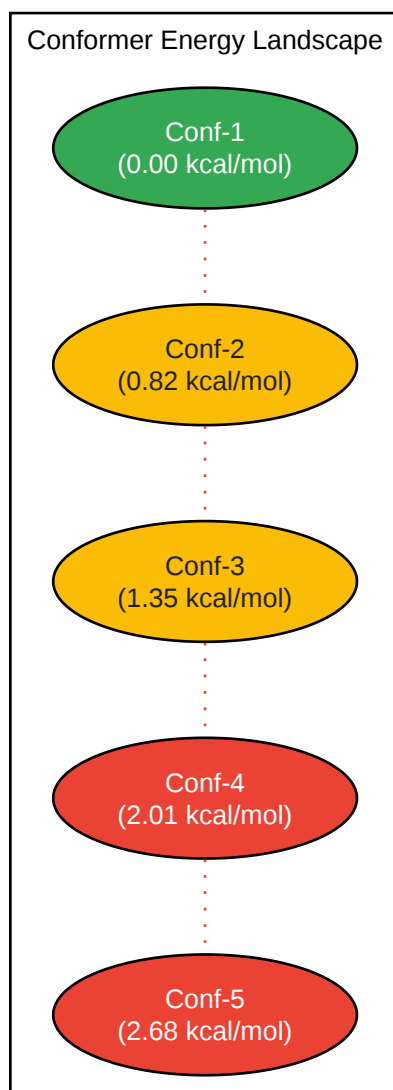 Conformer Energy Landscape
Conf-1
(0.00 kcal/mol)
Conf-2
(0.82 kcal/mol)
Conf-3
(1.35 kcal/mol)
Conf-4
(2.01 kcal/mol)
Conf-5
(2.68 kcal/mol)